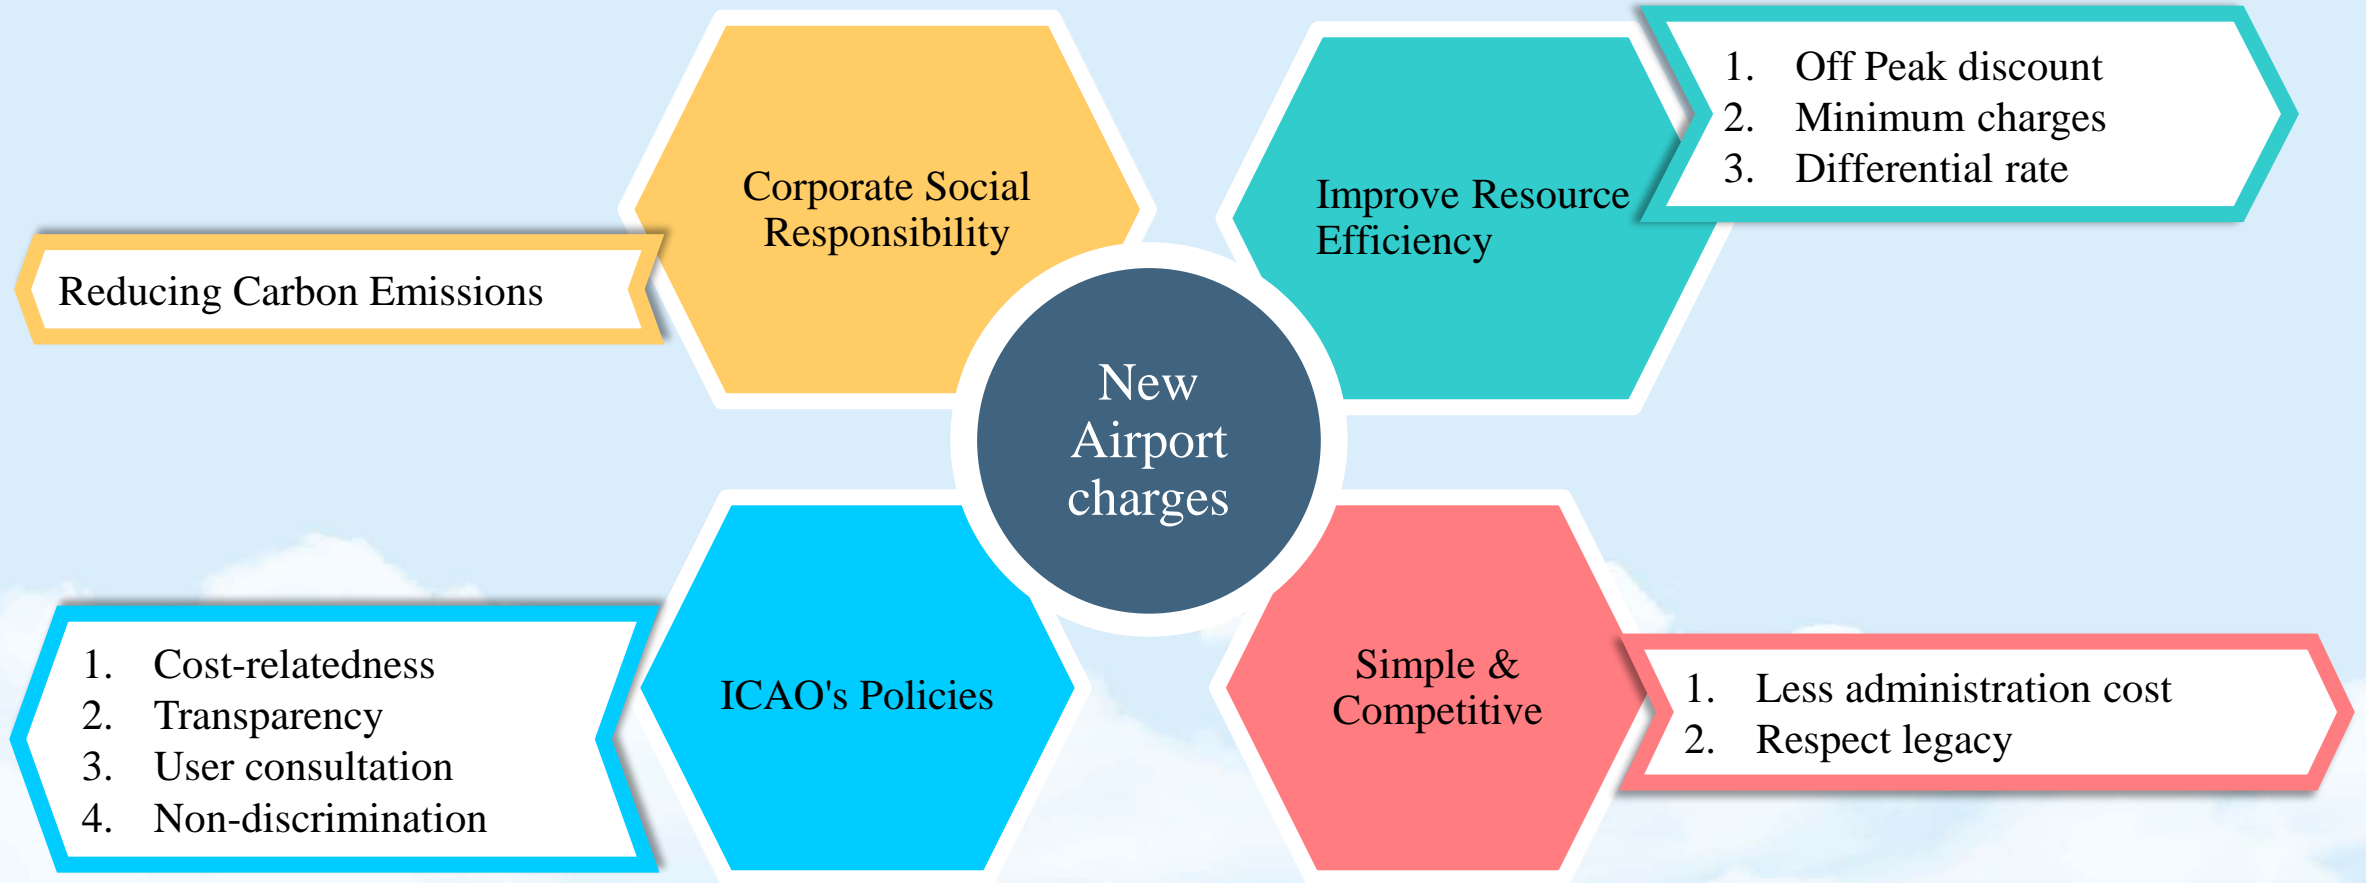 Corporate Social
Responsibility
Reducing Carbon Emissions
Improve Resource
Efficiency
1. Off Peak discount
2. Minimum charges
3. Differential rate
New
Airport
charges
ICAO's Policies
1. Cost-relatedness
2. Transparency
3. User consultation
4. Non-discrimination
Simple &
Competitive
1. Less administration cost
2. Respect legacy